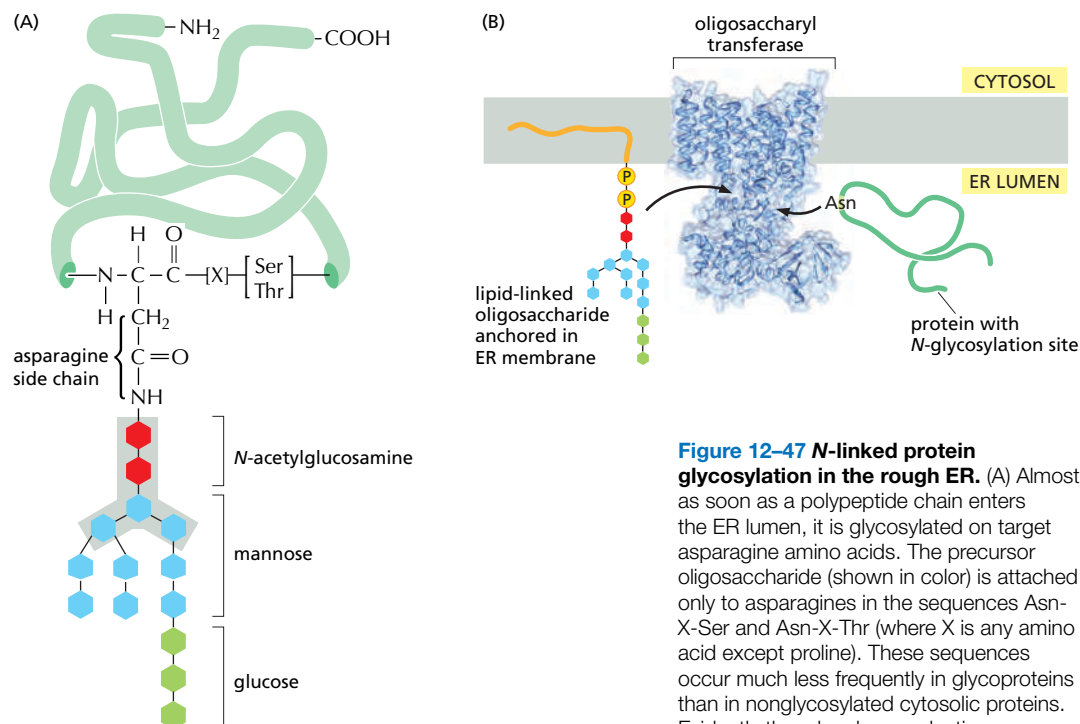 (A)
NH2
COOH
H O
N C C [X] Ser
Thr
H CH2
asparagine
side chain
C=O
NH
N-acetylglucosamine
mannose
glucose
(B)
oligosaccharyl
transferase
CYTOSOL
ER LUMEN
P
P
Asn
lipid-linked
oligosaccharide
anchored in
ER membrane
protein with
N-glycosylation site
Figure 12–47 N-linked protein
glycosylation in the rough ER. (A) Almost
as soon as a polypeptide chain enters
the ER lumen, it is glycosylated on target
asparagine amino acids. The precursor
oligosaccharide (shown in color) is attached
only to asparagines in the sequences Asn-
X-Ser and Asn-X-Thr (where X is any amino
acid except proline). These sequences
occur much less frequently in glycoproteins
than in nonglycosylated cytosolic proteins.